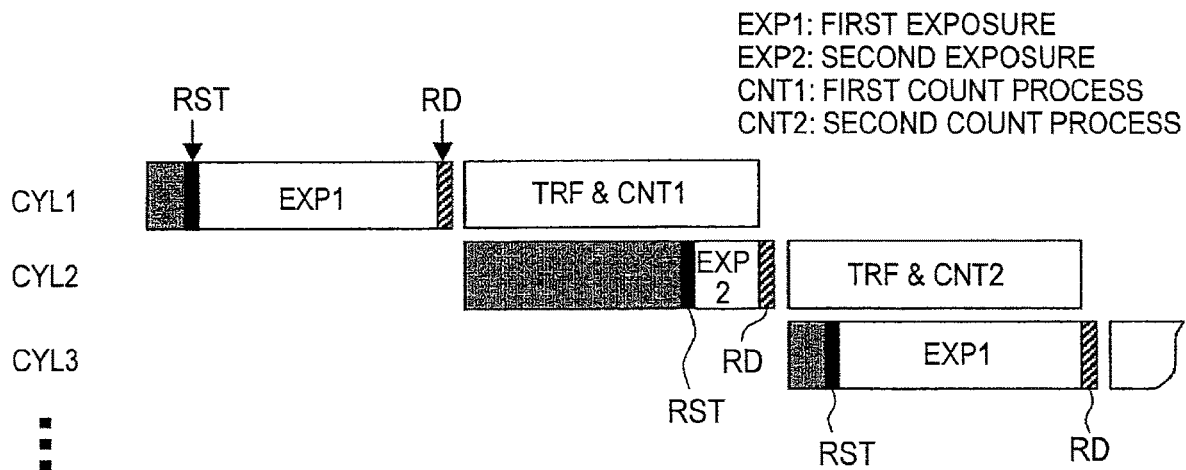 EXP1: FIRST EXPOSURE
EXP2: SECOND EXPOSURE
CNT1: FIRST COUNT PROCESS
CNT2: SECOND COUNT PROCESS
RST
RD
CYL1
EXP1
TRF & CNT1
CYL2
EXP
2
TRF & CNT2
RD
RST
CYL3
EXP1
RST
RD